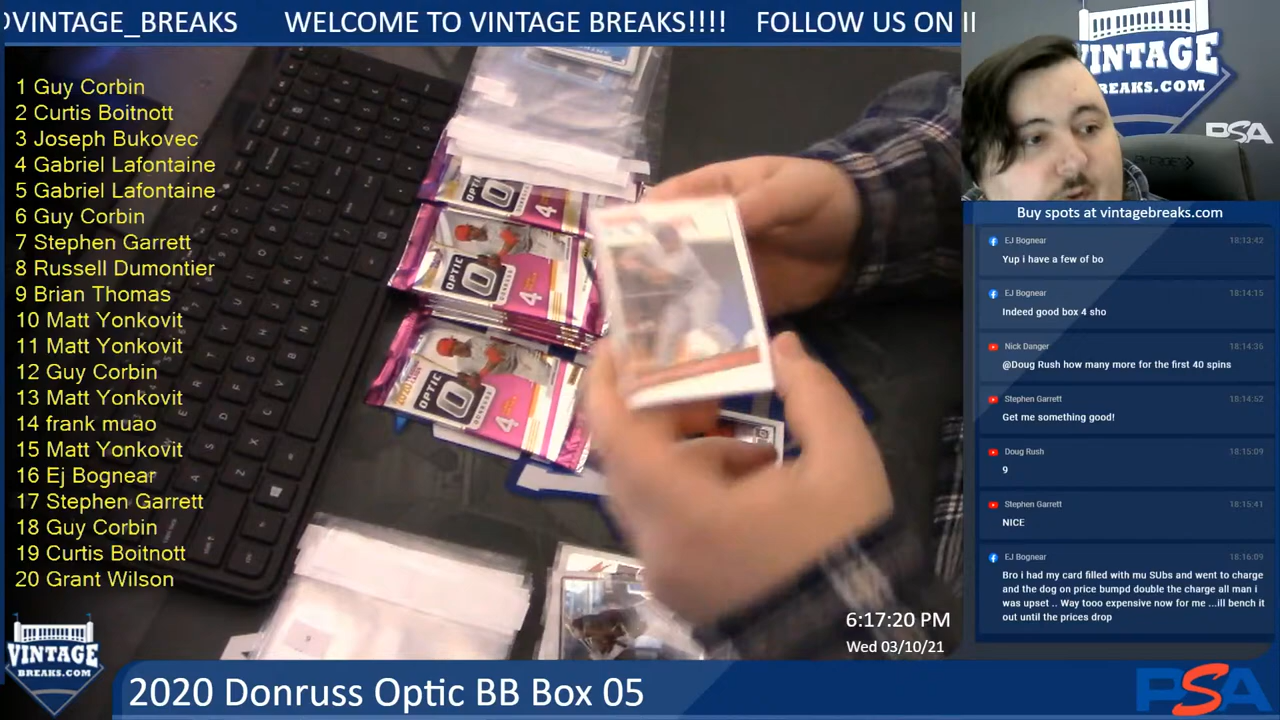 VINTAGE_BREAKS WELCOME TO VINTAGE BREAKS!!!! FOLLOW US ON
1 Guy Corbin
2 Curtis Boitnott
3 Joseph Bukovec
4 Gabriel Lafontaine
5 Gabriel Lafontaine
6 Guy Corbin
7 Stephen Garrett
8 Russell Dumontier
9 Brian Thomas
10 Matt Yonkovit
11 Matt Yonkovit
12 Guy Corbin
13 Matt Yonkovit
14 frank muao
15 Matt Yonkovit
16 Ej Bognear
17 Stephen Garrett
18 Guy Corbin
19 Curtis Boitnott
20 Grant Wilson
OPTIC
4
OPTIC
4
2020
OPTIC
DONRUSS
4
VINTAGE
BREAKS.COM
PSA
Buy spots at vintagebreaks.com
EJ Bognear 18:13:42
Yup i have a few of bo
EJ Bognear 18:14:15
Indeed good box 4 sho
Nick Danger 18:14:36
@Doug Rush how many more for the first 40 spins
Stephen Garrett 18:14:52
Get me something good!
Doug Rush 18:15:09
9
Stephen Garrett 18:15:41
NICE
EJ Bognear 18:16:09
Bro i had my card filled with mu SUbs and went to charge
and the dog on price bumpd double the charge all man i
was upset .. Way tooo expensive now for me ...ill bench it
out until the prices drop
6:17:20 PM
Wed 03/10/21
VINTAGE
BREAKS.COM
2020 Donruss Optic BB Box 05
PSA